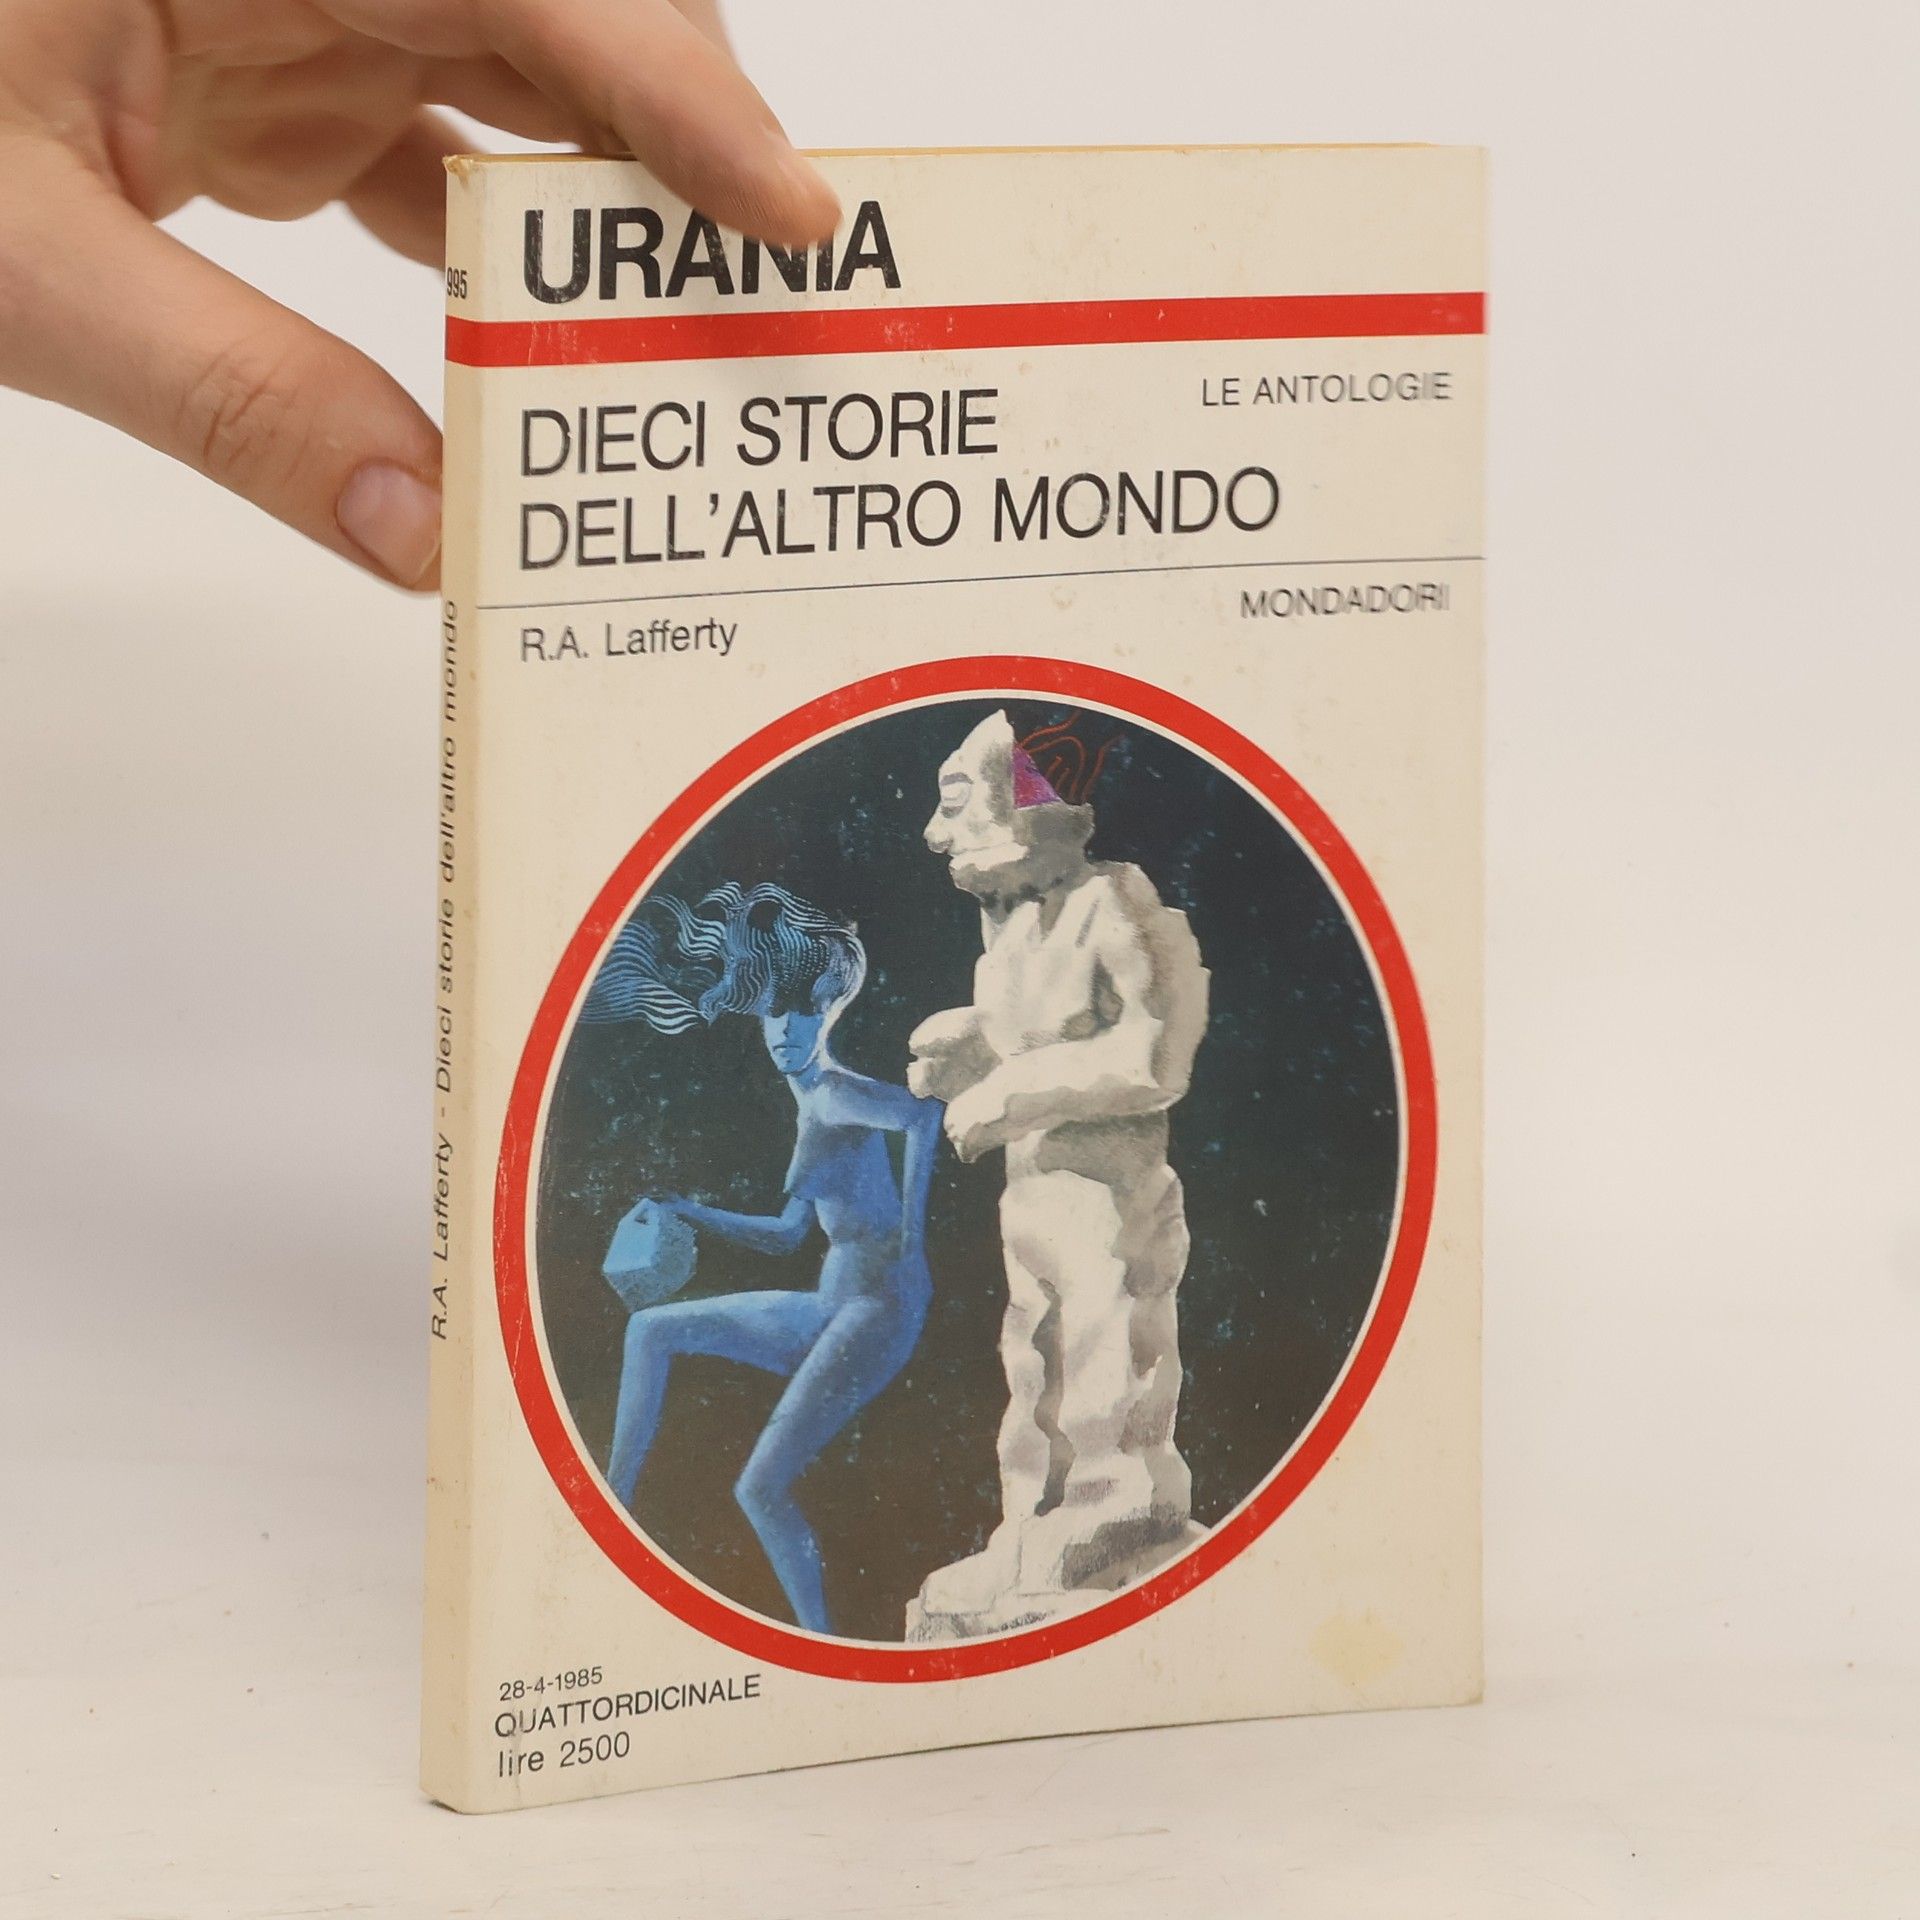 URANIA
995
LE ANTOLOGIE
DIECI STORIE
DELL'ALTRO MONDO
MONDADORI
R.A. Lafferty
R.A. Lafferty - Dieci storie dell'altro mondo
28-4-1985
QUATTORDICINALE
lire 2500